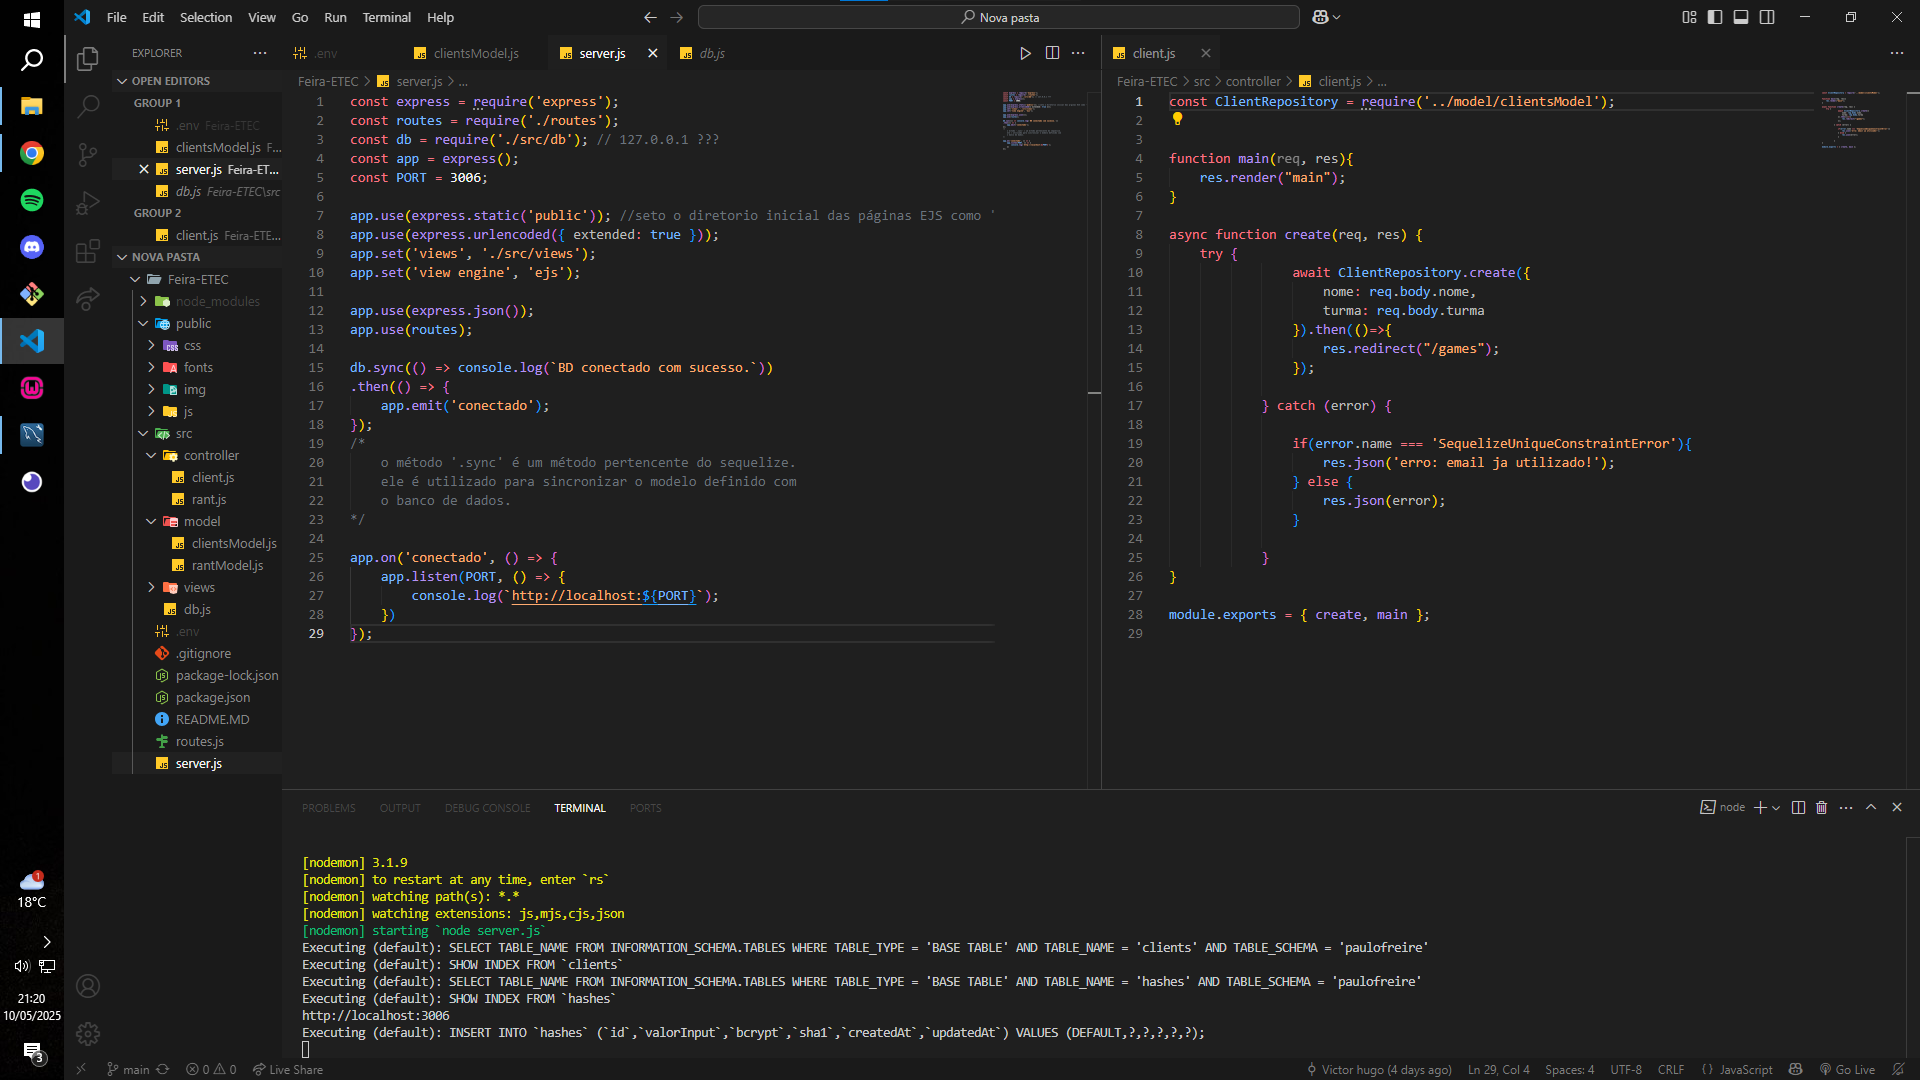 File Edit Selection View Go Run Terminal Help
Nova pasta
EXPLORER
OPEN EDITORS
GROUP 1
.env Feira-ETEC
clientsModel.js F...
server.js Feira-ET...
db.js Feira-ETEC\src
GROUP 2
client.js Feira-ETE...
NOVA PASTA
Feira-ETEC
node_modules
public
css
fonts
img
js
src
controller
client.js
rant.js
model
clientsModel.js
rantModel.js
views
db.js
.env
.gitignore
package-lock.json
package.json
README.MD
routes.js
server.js
.env clientsModel.js server.js db.js
Feira-ETEC > server.js > ...
1 const express = require('express');
2 const routes = require('./routes');
3 const db = require('./src/db'); // 127.0.0.1 ???
4 const app = express();
5 const PORT = 3006;
6
7 app.use(express.static('public')); //seto o diretorio inicial das páginas EJS como '
8 app.use(express.urlencoded({ extended: true }));
9 app.set('views', './src/views');
10 app.set('view engine', 'ejs');
11
12 app.use(express.json());
13 app.use(routes);
14
15 db.sync(() => console.log(`BD conectado com sucesso.`))
16 .then(() => {
17 app.emit('conectado');
18 });
19 /*
20 o método '.sync' é um método pertencente do sequelize.
21 ele é utilizado para sincronizar o modelo definido com
22 o banco de dados.
23 */
24
25 app.on('conectado', () => {
26 app.listen(PORT, () => {
27 console.log(`http://localhost:${PORT}`);
28 })
29 });
client.js
Feira-ETEC > src > controller > client.js > ...
1 const ClientRepository = require('../model/clientsModel');
2
3
4 function main(req, res){
5 res.render("main");
6 }
7
8 async function create(req, res) {
9 try {
10 await ClientRepository.create({
11 nome: req.body.nome,
12 turma: req.body.turma
13 }).then(()=>{
14 res.redirect("/games");
15 });
16
17 } catch (error) {
18
19 if(error.name === 'SequelizeUniqueConstraintError'){
20 res.json('erro: email ja utilizado!');
21 } else {
22 res.json(error);
23 }
24
25 }
26 }
27
28 module.exports = { create, main };
29
PROBLEMS OUTPUT DEBUG CONSOLE TERMINAL PORTS
node
[nodemon] 3.1.9
[nodemon] to restart at any time, enter `rs`
[nodemon] watching path(s): *.*
[nodemon] watching extensions: js,mjs,cjs,json
[nodemon] starting `node server.js`
Executing (default): SELECT TABLE_NAME FROM INFORMATION_SCHEMA.TABLES WHERE TABLE_TYPE = 'BASE TABLE' AND TABLE_NAME = 'clients' AND TABLE_SCHEMA = 'paulofreire'
Executing (default): SHOW INDEX FROM `clients`
Executing (default): SELECT TABLE_NAME FROM INFORMATION_SCHEMA.TABLES WHERE TABLE_TYPE = 'BASE TABLE' AND TABLE_NAME = 'hashes' AND TABLE_SCHEMA = 'paulofreire'
Executing (default): SHOW INDEX FROM `hashes`
http://localhost:3006
Executing (default): INSERT INTO `hashes` (`id`,`valorInput`,`bcrypt`,`sha1`,`createdAt`,`updatedAt`) VALUES (DEFAULT,?,?,?,?,?);
main 0 0 Live Share
Victor hugo (4 days ago) Ln 29, Col 4 Spaces: 4 UTF-8 CRLF {} JavaScript Go Live
1
18°C
21:20
10/05/2025
3